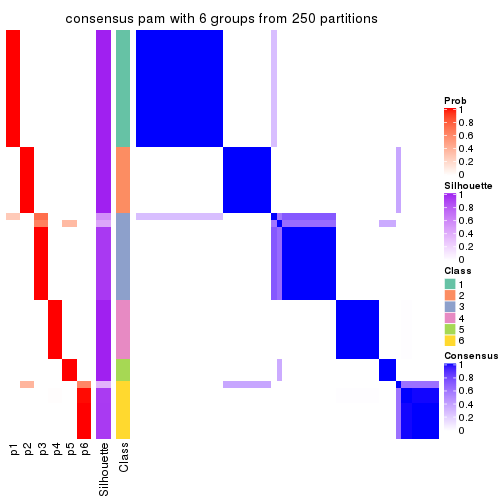 consensus pam with 6 groups from 250 partitions
Prob
1
0.8
0.6
0.4
0.2
0
Silhouette
1
0.8
0.6
0.4
0.2
0
Class
1
2
3
4
5
6
Consensus
1
0.8
0.6
0.4
0.2
0
p1
p2
p3
p4
p5
p6
Silhouette
Class